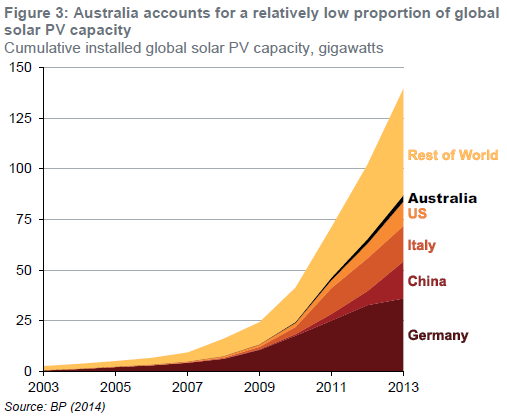 Figure 3: Australia accounts for a relatively low proportion of global
solar PV capacity
Cumulative installed global solar PV capacity, gigawatts
150
125
100
75
50
25
0
Rest of World
Australia
US
Italy
China
Germany
2003
2005
2007
2009
2011
2013
Source: BP (2014)